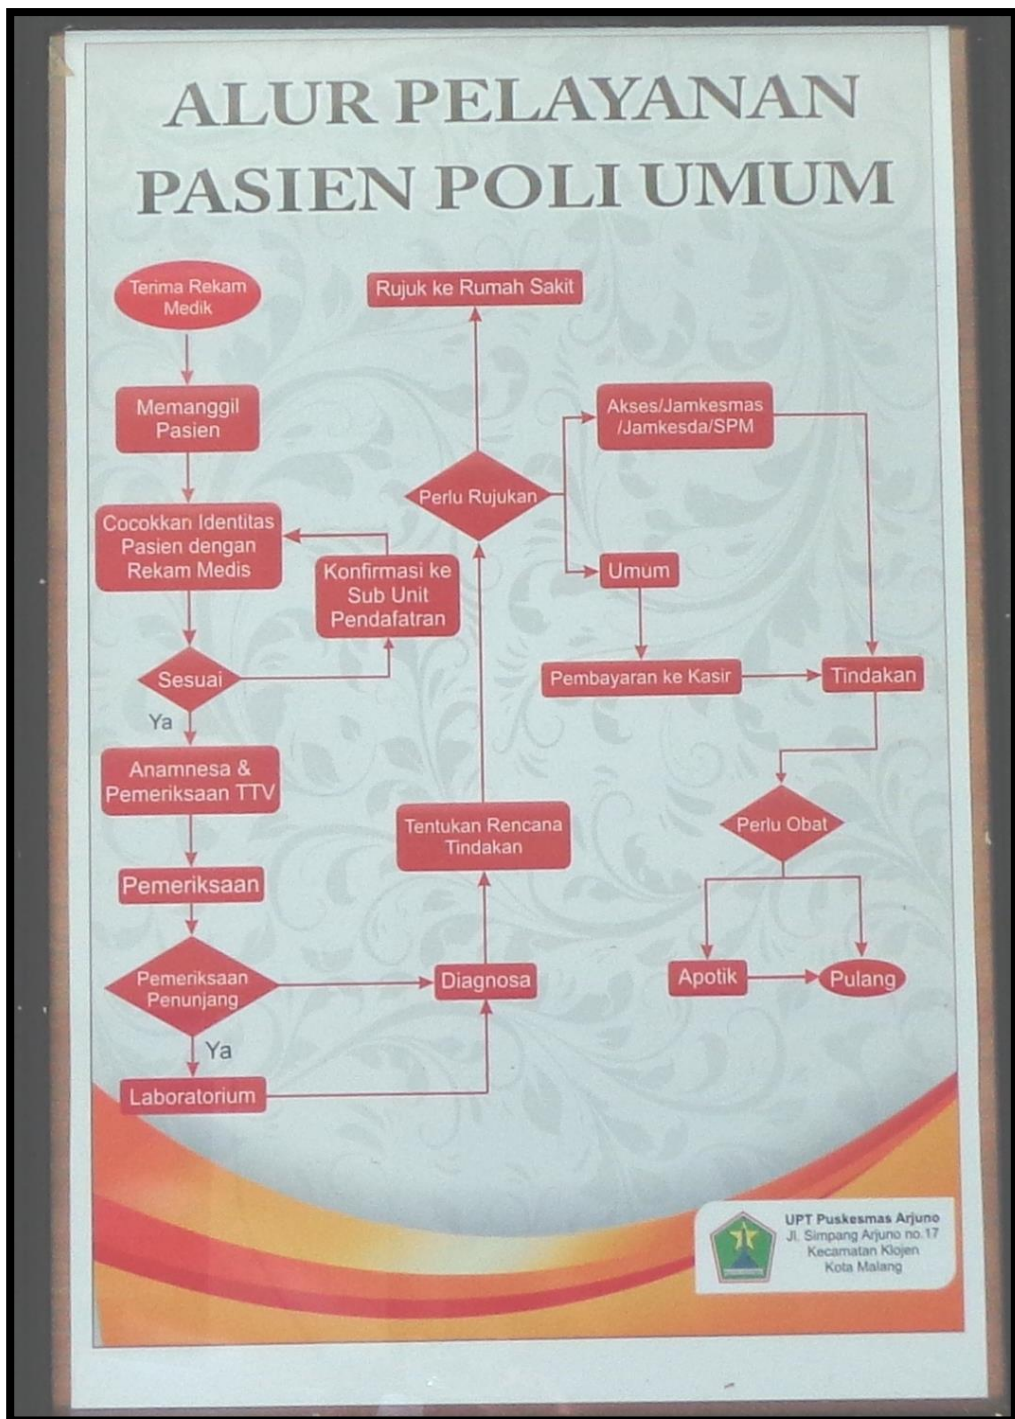 ALUR PELAYANAN
PASIEN POLI UMUM
Terima Rekam
Medik
Memanggil
Pasien
Cocokkan Identitas
Pasien dengan
Rekam Medis
Konfirmasi ke
Sub Unit
Pendafatran
Sesuai
Ya
Anamnesa &
Pemeriksaan TTV
Pemeriksaan
Pemeriksaan
Penunjang
Ya
Laboratorium
Diagnosa
Tentukan Rencana
Tindakan
Perlu Rujukan
Rujuk ke Rumah Sakit
Akses/Jamkesmas
/Jamkesda/SPM
Umum
Pembayaran ke Kasir
Tindakan
Perlu Obat
Apotik
Pulang
UPT Puskesmas Arjuno
Jl. Simpang Arjuno no.17
Kecamatan Klojen
Kota Malang